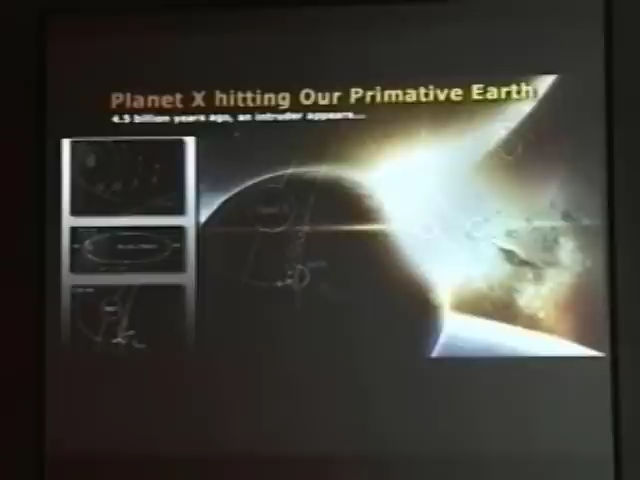 Planet X hitting Our Primative Earth
4.5 billion years ago, an intruder appears...